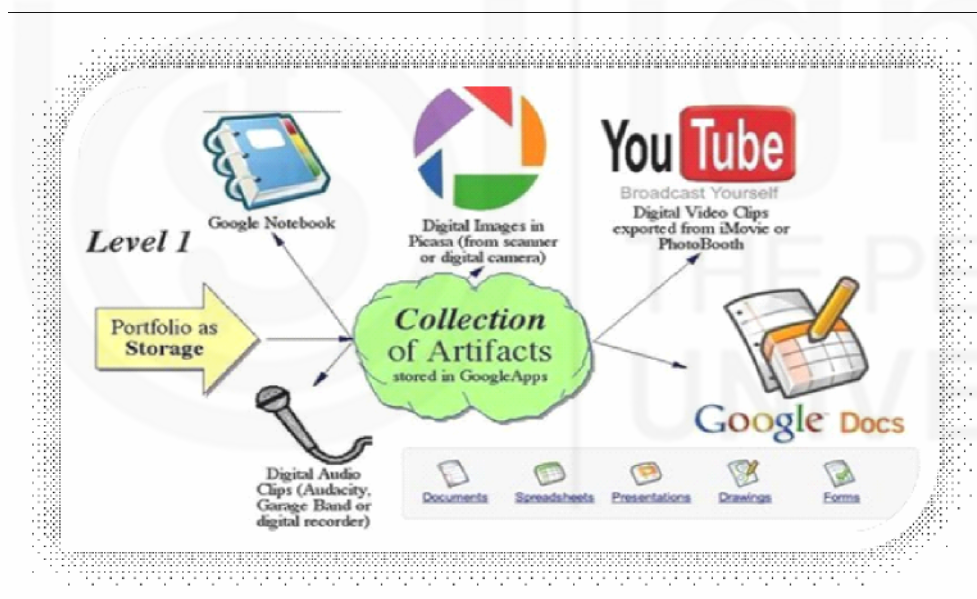 Google Notebook
Digital Images in
Picasa (from scanner
or digital camera)
You Tube
Broadcast Yourself
Digital Video Clips
exported from iMovie or
PhotoBooth
Level 1
Portfolio as
Storage
Collection
of Artifacts
stored in GoogleApps
Digital Audio
Clips (Audacity,
Garage Band or
digital recorder)
Google Docs
Documents
Spreadsheets
Presentations
Drawings
Forms